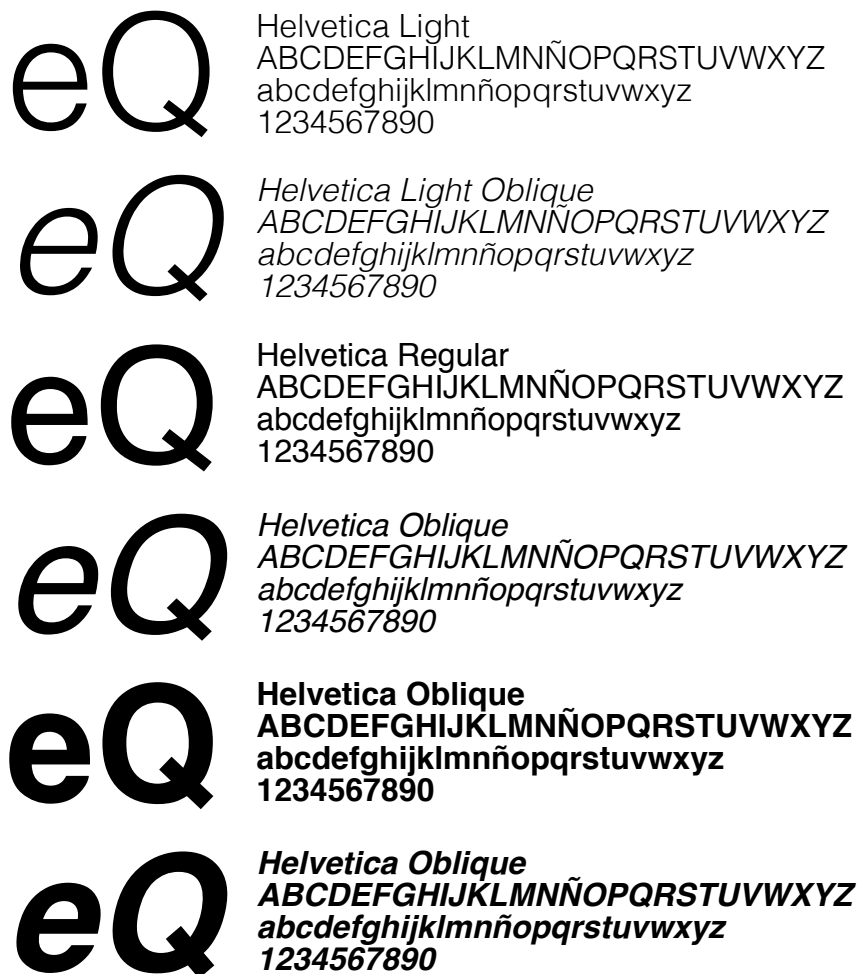 eQ
Helvetica Light
ABCDEFGHIJKLMNÑOPQRSTUVWXYZ
abcdefghijklmnñopqrstuvwxyz
1234567890
eQ
Helvetica Light Oblique
ABCDEFGHIJKLMNÑOPQRSTUVWXYZ
abcdefghijklmnñopqrstuvwxyz
1234567890
eQ
Helvetica Regular
ABCDEFGHIJKLMNÑOPQRSTUVWXYZ
abcdefghijklmnñopqrstuvwxyz
1234567890
eQ
Helvetica Oblique
ABCDEFGHIJKLMNÑOPQRSTUVWXYZ
abcdefghijklmnñopqrstuvwxyz
1234567890
eQ
Helvetica Oblique
ABCDEFGHIJKLMNÑOPQRSTUVWXYZ
abcdefghijklmnñopqrstuvwxyz
1234567890
eQ
Helvetica Oblique
ABCDEFGHIJKLMNÑOPQRSTUVWXYZ
abcdefghijklmnñopqrstuvwxyz
1234567890